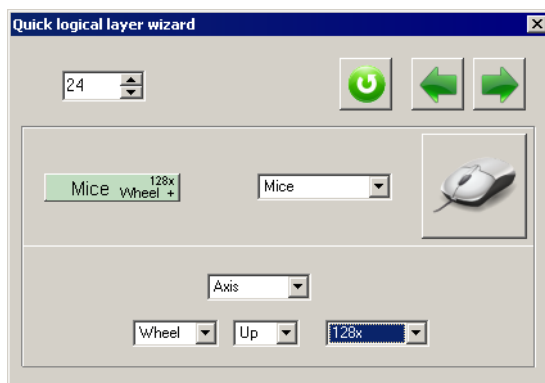 Quick logical layer wizard
24
Mice 128x Wheel +
Mice
Axis
Wheel Up 128x